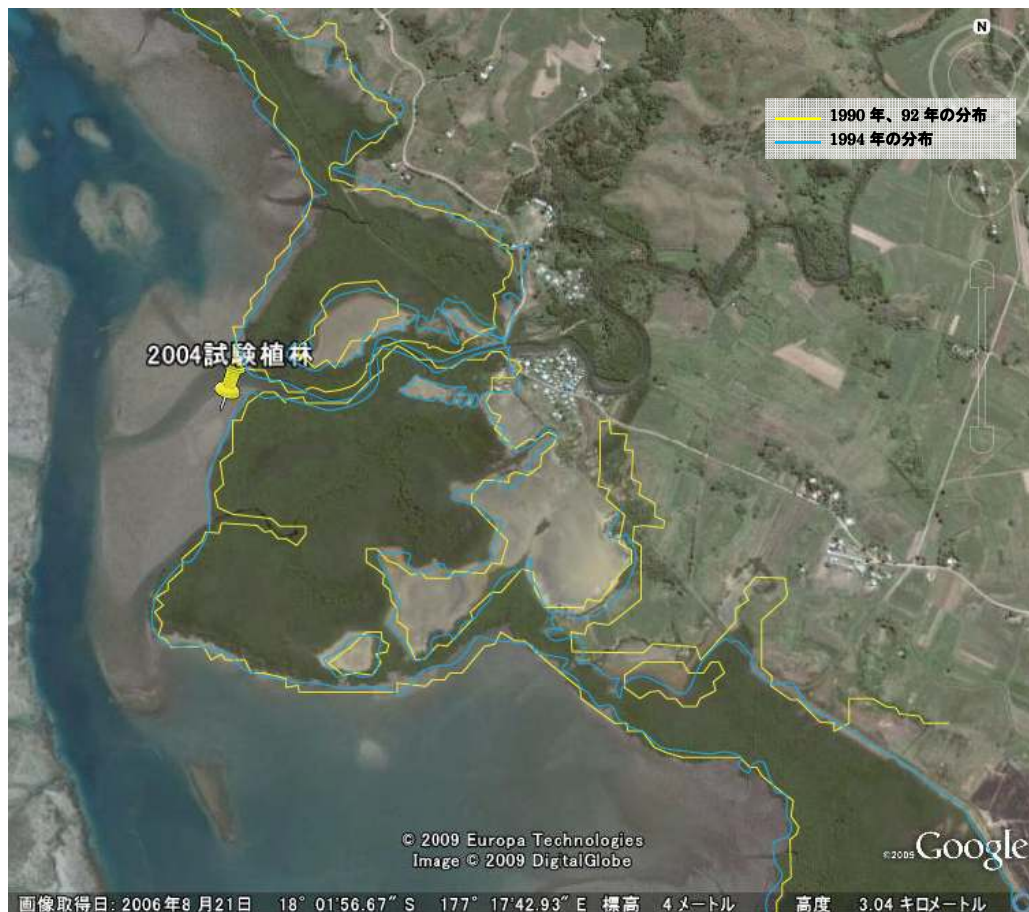 N
1990 年、92 年の分布
1994 年の分布
2004試験植林
© 2009 Europa Technologies
Image © 2009 DigitalGlobe
©2009 Google
画像取得日: 2006年8月21日 18° 01'56.67" S 177° 17'42.93" E 標高 4 メートル 高度 3.04 キロメートル